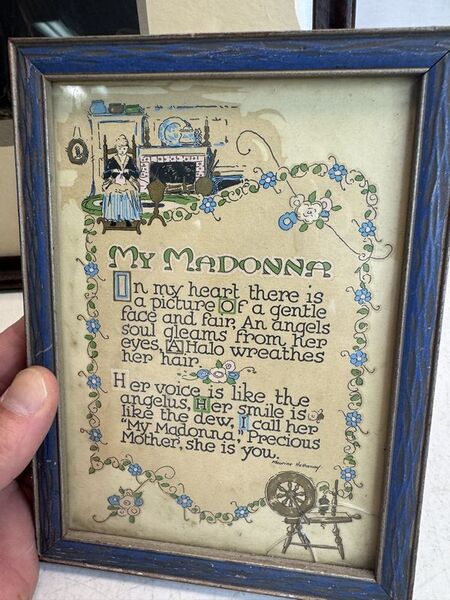 My Madonna
In my heart there is
a picture Of a gentle
face and fair, An angels
soul gleams from her
eyes, [A] Halo wreathes
her hair.
Her voice is like the
angelus, Her smile is
like the dew, I call her
"My Madonna", Precious
Mother, she is you.
Maurine Hathaway